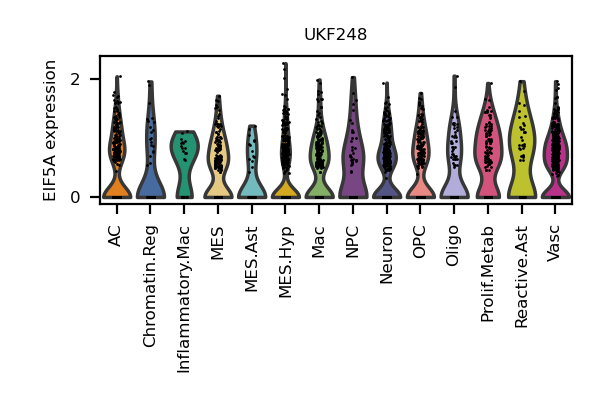 UKF248
EIF5A expression
2
0
AC
Chromatin.Reg
Inflammatory.Mac
MES
MES.Ast
MES.Hyp
Mac
NPC
Neuron
OPC
Oligo
Prolif.Metab
Reactive.Ast
Vasc